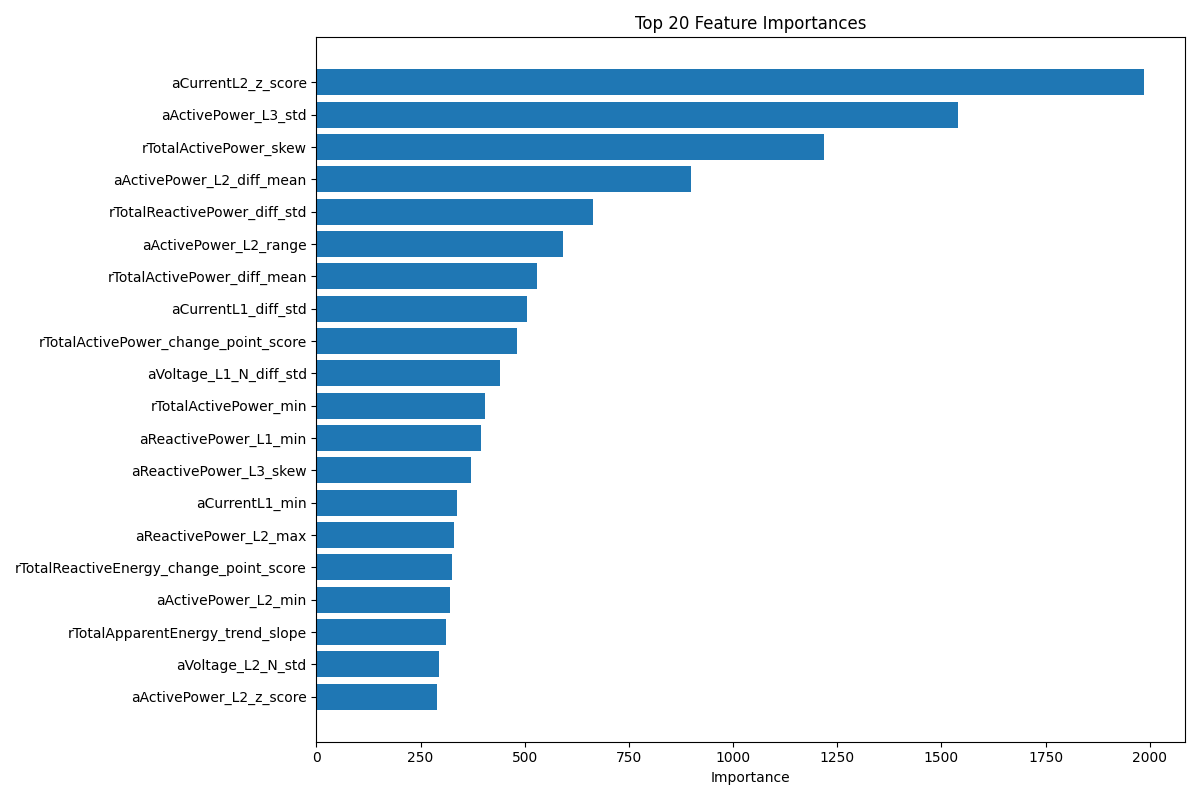 Top 20 Feature Importances
aCurrentL2_z_score
aActivePower_L3_std
rTotalActivePower_skew
aActivePower_L2_diff_mean
rTotalReactivePower_diff_std
aActivePower_L2_range
rTotalActivePower_diff_mean
aCurrentL1_diff_std
rTotalActivePower_change_point_score
aVoltage_L1_N_diff_std
rTotalActivePower_min
aReactivePower_L1_min
aReactivePower_L3_skew
aCurrentL1_min
aReactivePower_L2_max
rTotalReactiveEnergy_change_point_score
aActivePower_L2_min
rTotalApparentEnergy_trend_slope
aVoltage_L2_N_std
aActivePower_L2_z_score
0 250 500 750 1000 1250 1500 1750 2000
Importance